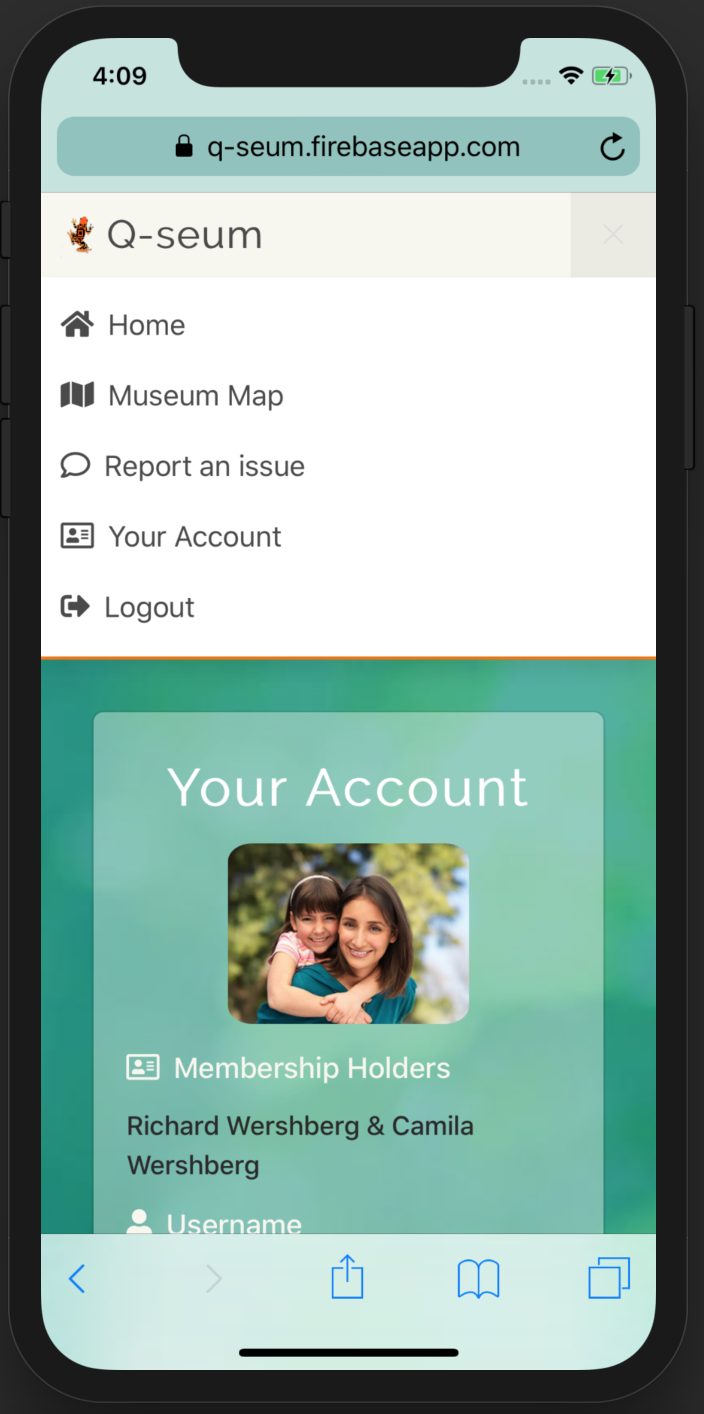 4:09
q-seum.firebaseapp.com
Q-seum
Home
Museum Map
Report an issue
Your Account
Logout
Your Account
Membership Holders
Richard Wershberg & Camila
Wershberg
Username